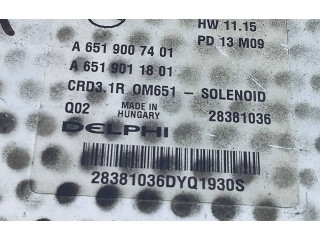 HW 11.15
A 651 900 74 01
PD 13 M09
A 651 901 18 01
CRD3.1R OM651 - SOLENOID
Q02
MADE IN
HUNGARY
28381036
DELPHI
28381036DYQ1930S